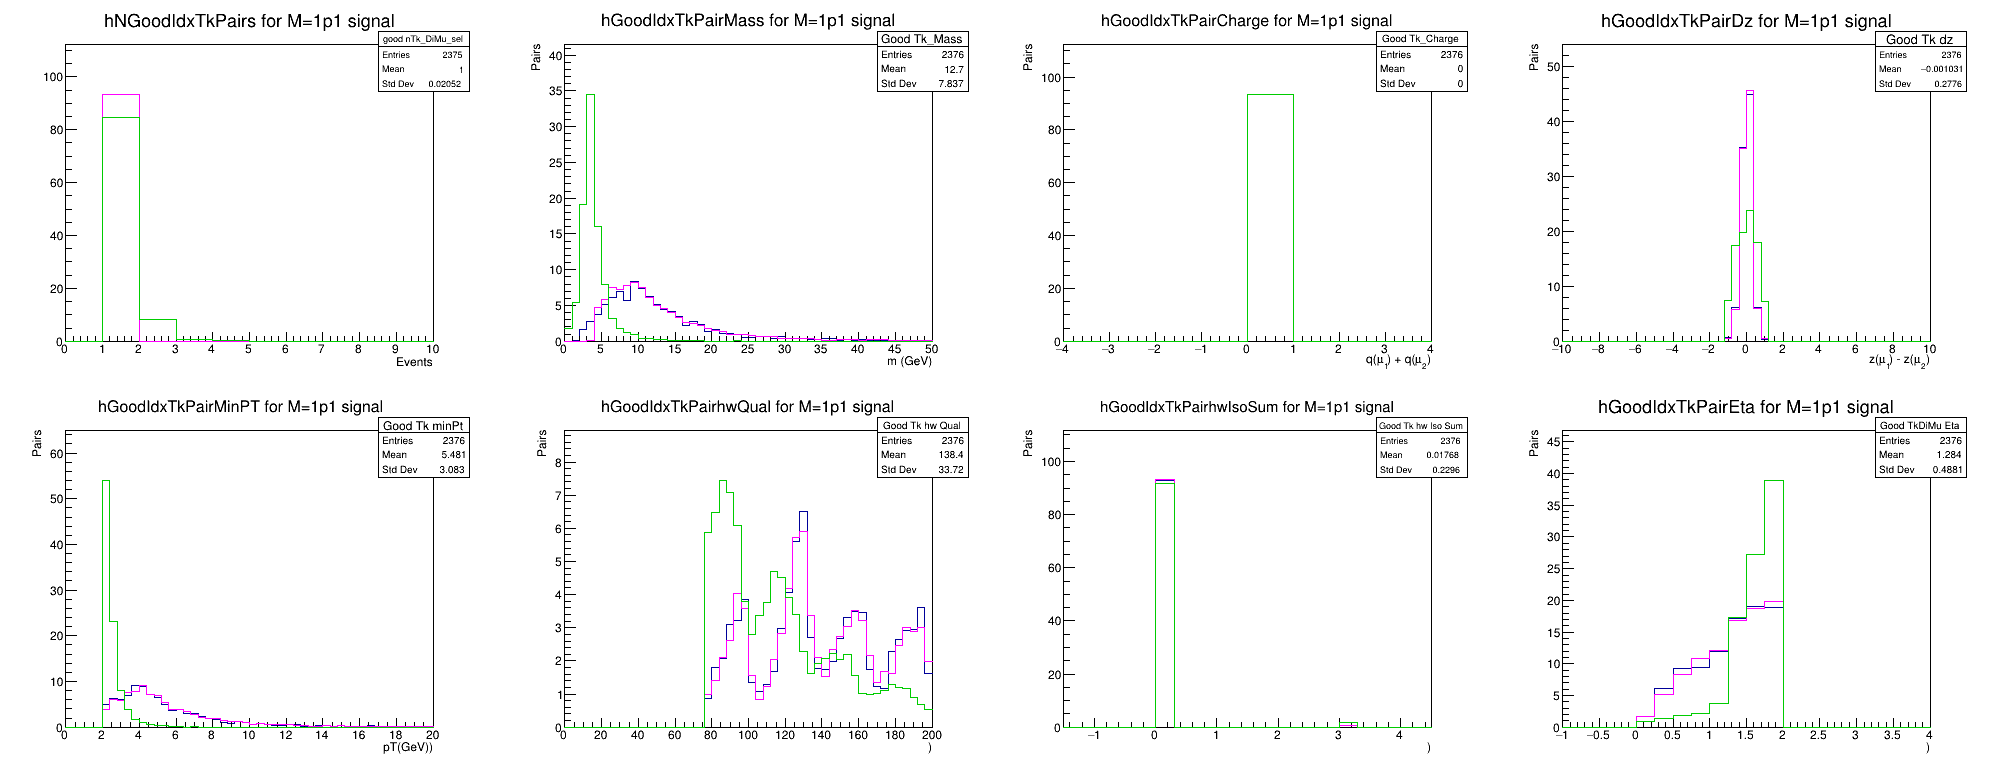 hNGoodIdxTkPairs for M=1p1 signal
good nTk_DiMu_sel
Entries 2375
Mean 1
Std Dev 0.02052
100
80
60
40
20
0
0 1 2 3 4 5 6 7 8 9 10
Events
hGoodIdxTkPairMass for M=1p1 signal
Pairs
Good Tk_Mass
Entries 2376
Mean 12.7
Std Dev 7.837
40
35
30
25
20
15
10
5
0
0 5 10 15 20 25 30 35 40 45 50
m (GeV)
hGoodIdxTkPairCharge for M=1p1 signal
Pairs
Good Tk_Charge
Entries 2376
Mean 0
Std Dev 0
100
80
60
40
20
0
−4 −3 −2 −1 0 1 2 3 4
q(μ1) + q(μ2)
hGoodIdxTkPairDz for M=1p1 signal
Pairs
Good Tk dz
Entries 2376
Mean −0.001031
Std Dev 0.2776
50
40
30
20
10
0
−10 −8 −6 −4 −2 0 2 4 6 8 10
z(μ1) - z(μ2)
hGoodIdxTkPairMinPT for M=1p1 signal
Pairs
Good Tk minPt
Entries 2376
Mean 5.481
Std Dev 3.083
60
50
40
30
20
10
0
0 2 4 6 8 10 12 14 16 18 20
pT(GeV))
hGoodIdxTkPairhwQual for M=1p1 signal
Pairs
Good Tk hw Qual
Entries 2376
Mean 138.4
Std Dev 33.72
8
7
6
5
4
3
2
1
0
0 20 40 60 80 100 120 140 160 180 200
)
hGoodIdxTkPairhwIsoSum for M=1p1 signal
Pairs
Good Tk hw Iso Sum
Entries 2376
Mean 0.01768
Std Dev 0.2296
100
80
60
40
20
0
−1 0 1 2 3 4
)
hGoodIdxTkPairEta for M=1p1 signal
Pairs
Good TkDiMu Eta
Entries 2376
Mean 1.284
Std Dev 0.4881
45
40
35
30
25
20
15
10
5
0
−1 −0.5 0 0.5 1 1.5 2 2.5 3 3.5 4
)